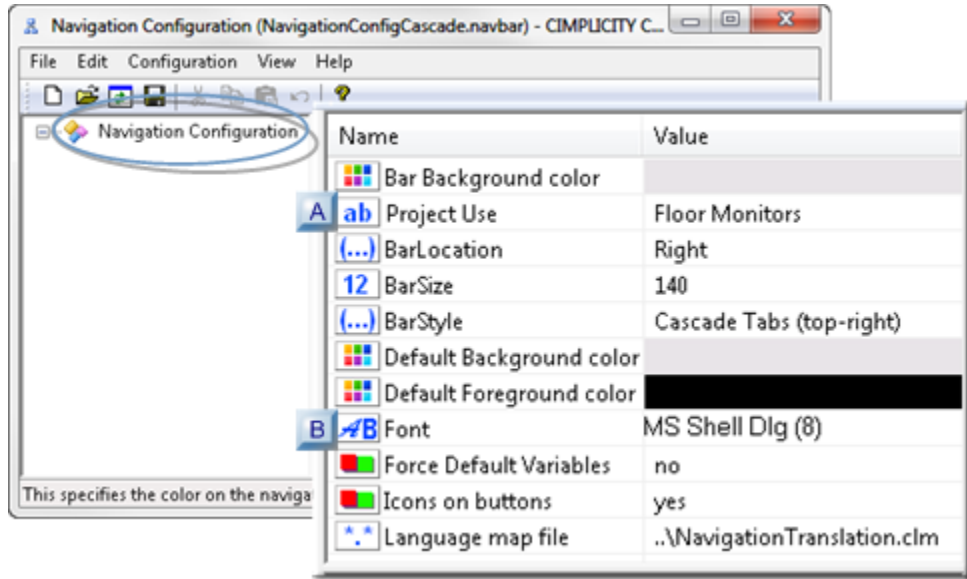 Navigation Configuration (NavigationConfigCascade.navbar) - CIMPLICITY C...
File Edit Configuration View Help
Navigation Configuration
Name Value
Bar Background color
A ab Project Use Floor Monitors
(...) BarLocation Right
12 BarSize 140
(...) BarStyle Cascade Tabs (top-right)
Default Background color
Default Foreground color
B AB Font MS Shell Dlg (8)
Force Default Variables no
Icons on buttons yes
*.* Language map file ..\NavigationTranslation.clm
This specifies the color on the naviga